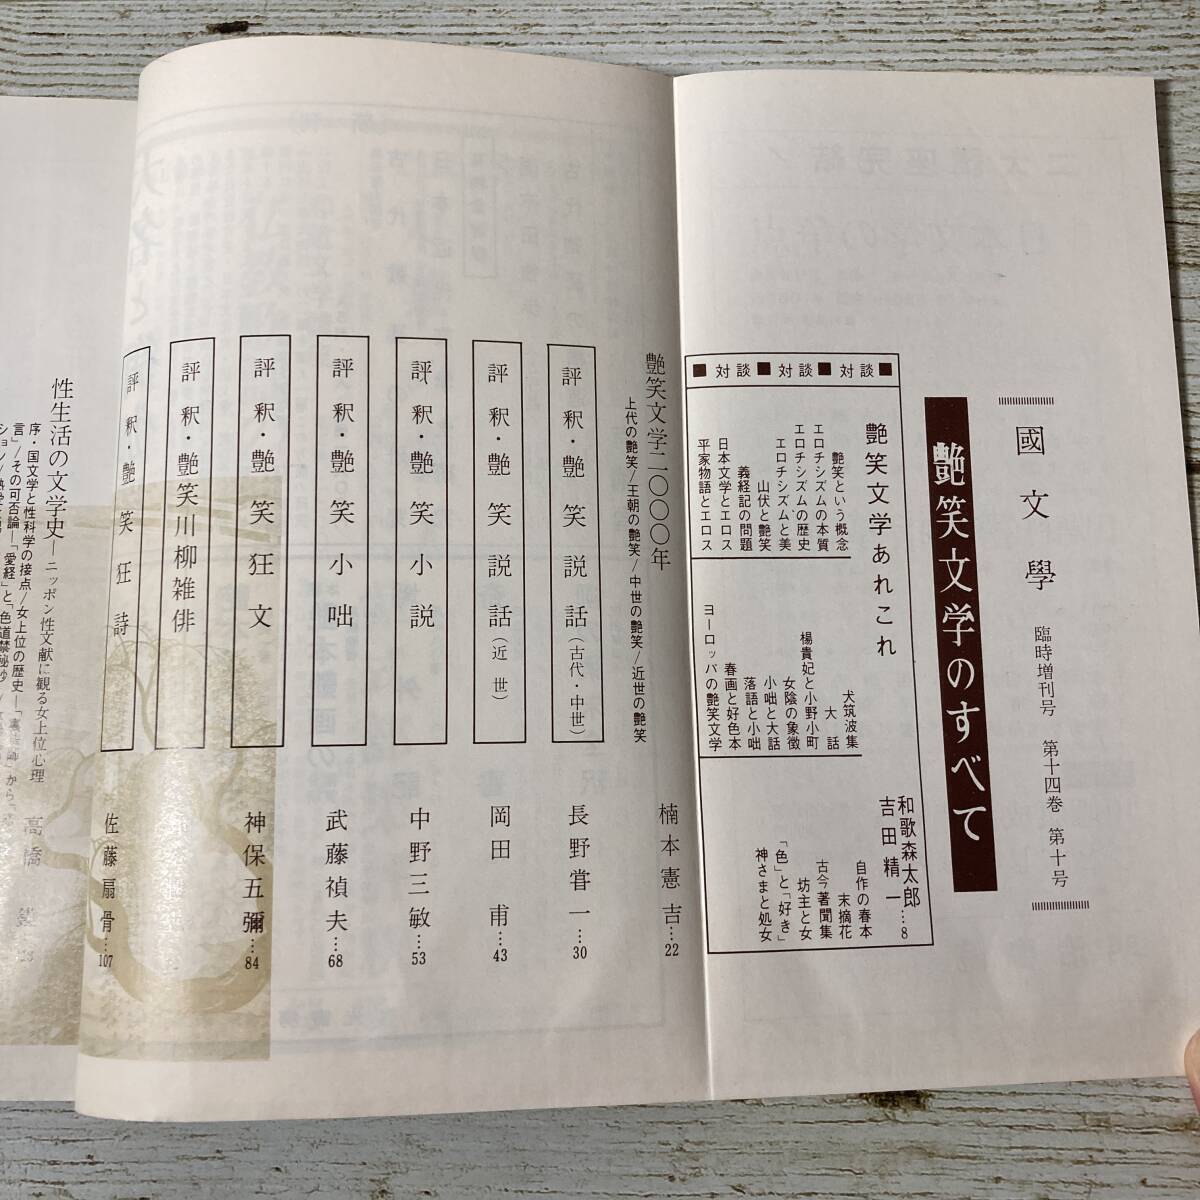 國文學
臨時増刊号 第十四巻 第十号
艶笑文学のすべて
■対談■対談■対談■
艶笑文学あれこれ
和歌森太郎
吉田精一…8
艶笑という概念
エロチシズムの本質
エロチシズムの歴史
エロチシズムと美
山伏と艶笑
義経記の問題
日本文学とエロス
平家物語とエロス
犬筑波集
大話
楊貴妃と小野小町
女陰の象徴
小咄と大話
落語と小咄
春画と好色本
ヨーロッパの艶笑文学
自作の春本
末摘花
古今著聞集
坊主と女
「色」と「好き」
神さまと処女
艶笑文学二〇〇〇年
楠本憲吉…22
上代の艶笑/王朝の艶笑/中世の艶笑/近世の艶笑
評釈・艶笑説話(古代・中世)
長野甞一…30
評釈・艶笑説話(近世)
岡田甫…43
評釈・艶笑小説
中野三敏…53
評釈・艶笑小咄
武藤禎夫…68
評釈・艶笑狂文
神保五彌…84
評釈・艶笑川柳雑俳
評釈・艶笑狂詩
佐藤扇骨…107
性生活の文学史―ニッポン性文献に観る女上位心理
高橋
序・国文学と性科学の接点/女上位の歴史―
言」/その可否論―「愛経」と「色道禁秘抄」